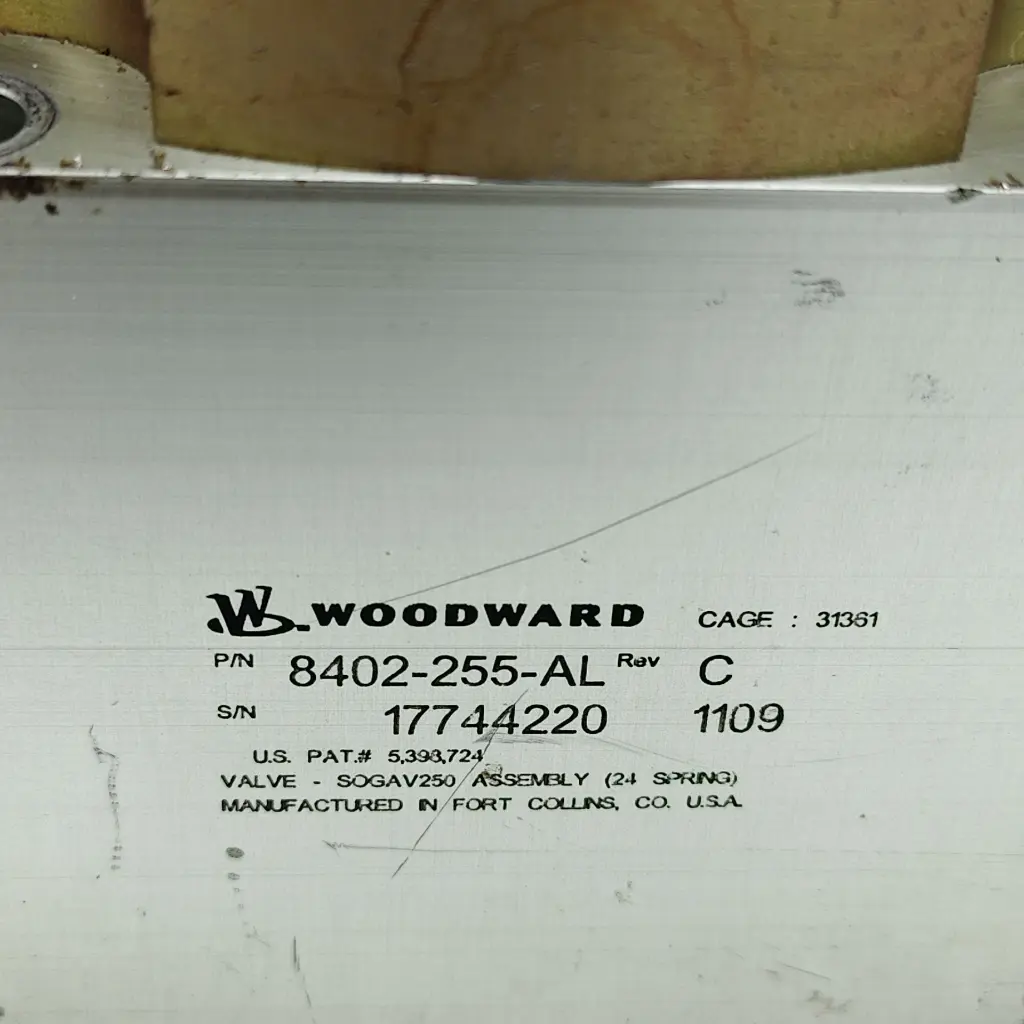 WOODWARD CAGE : 31361
P/N 8402-255-AL Rev C
S/N 17744220 1109
U.S. PAT.# 5,398,724
VALVE - SOGAV250 ASSEMBLY (24 SPRING)
MANUFACTURED IN FORT COLLINS, CO. U.S.A.